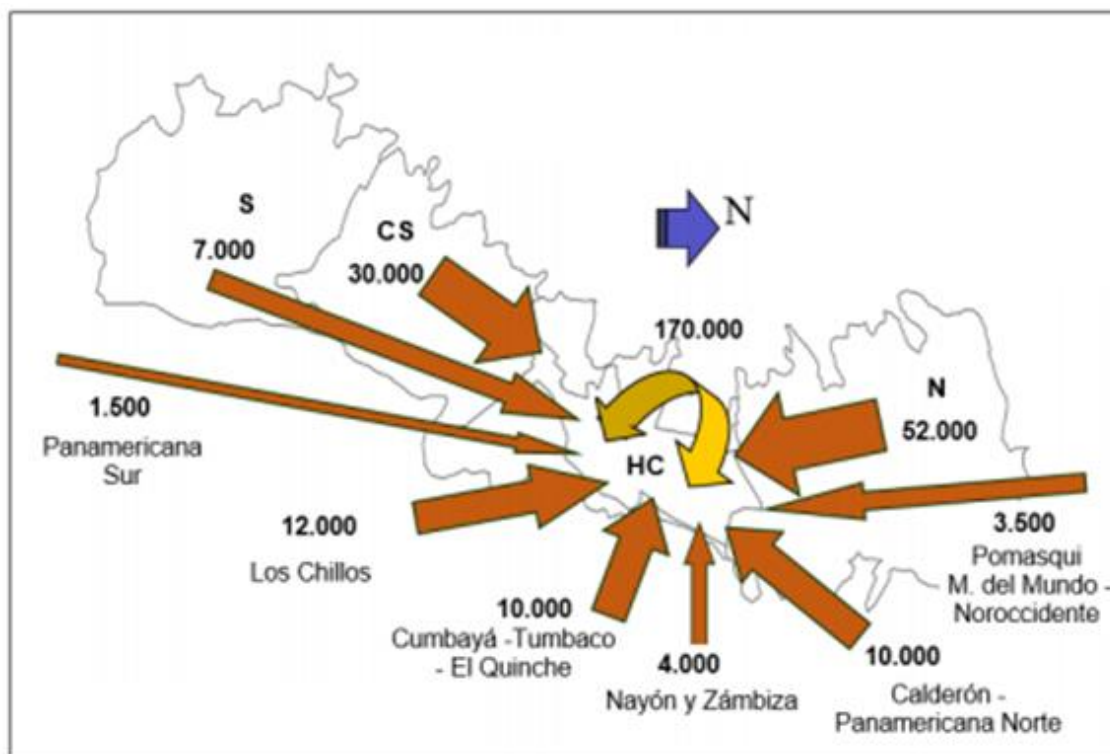 S
7.000
CS
30.000
N
170.000
N
52.000
1.500
Panamericana
Sur
HC
12.000
Los Chillos
10.000
Cumbayá -Tumbaco
- El Quinche
4.000
Nayón y Zámbiza
3.500
Pomasqui
M. del Mundo -
Noroccidente
10.000
Calderón -
Panamericana Norte